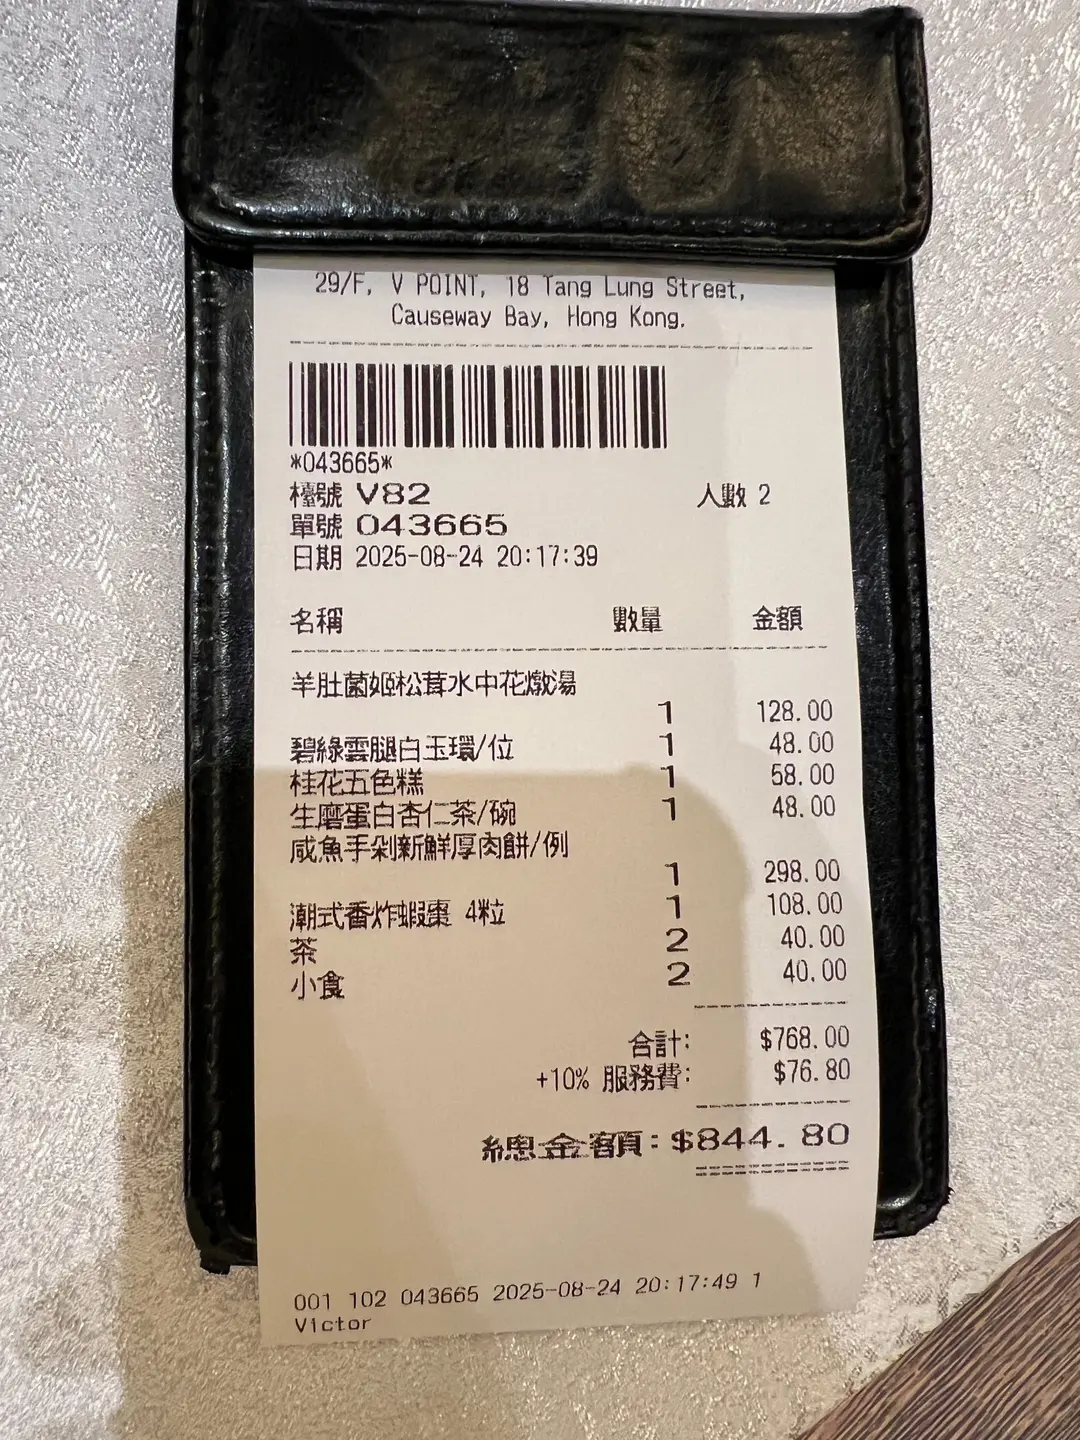 29/F, V POINT, 18 Tang Lung Street,
Causeway Bay, Hong Kong.
*043665*
檯號 V82 人數 2
單號 043665
日期 2025-08-24 20:17:39
名稱 數量 金額
羊肚菌姬松茸水中花燉湯
1 128.00
碧綠雲腿白玉環/位 1 48.00
桂花五色糕 1 58.00
生磨蛋白杏仁茶/碗 1 48.00
咸魚手剁新鮮厚肉餅/例
1 298.00
潮式香炸蝦棗 4粒 1 108.00
茶 2 40.00
小食 2 40.00
合計: $768.00
+10% 服務費: $76.80
總金額: $844.80
001 102 043665 2025-08-24 20:17:49 1
Victor